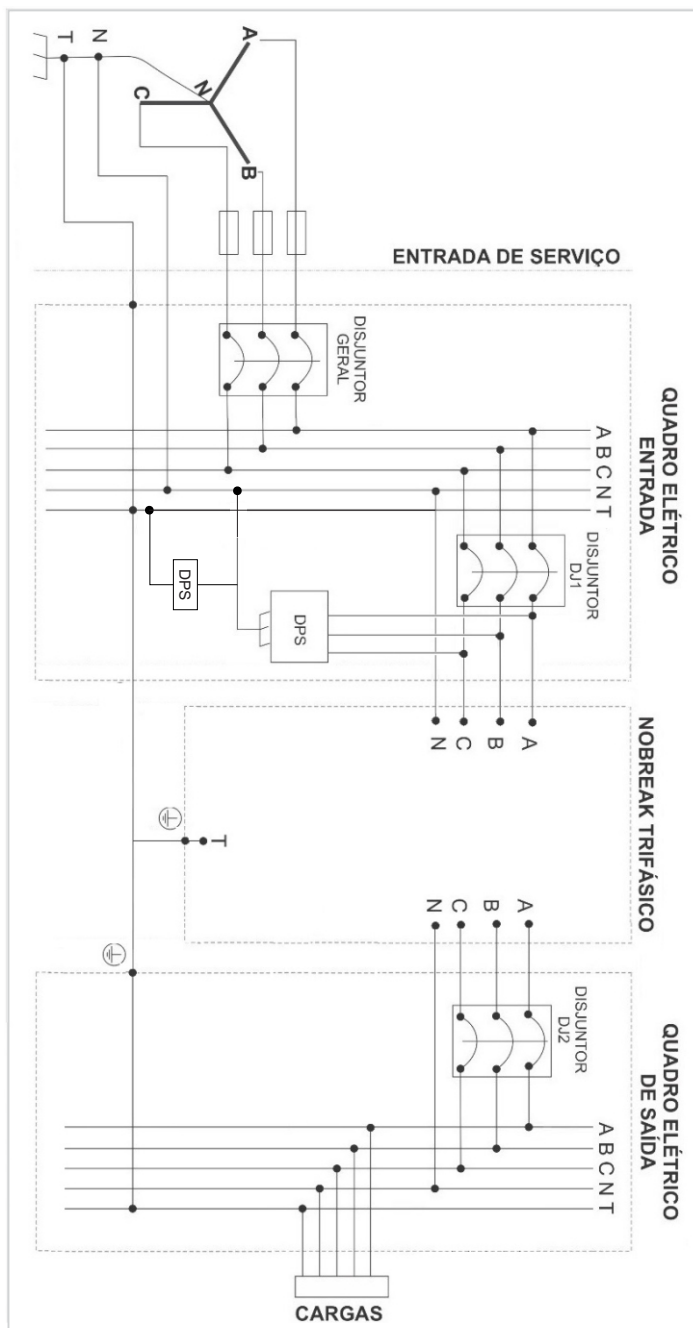 T
N
A
N
C
B
ENTRADA DE SERVIÇO
DISJUNTOR
GERAL
QUADRO ELÉTRICO
ENTRADA
A
B
C
N
T
DISJUNTOR
DJ1
DPS
DPS
N
C
B
A
NOBREAK TRIFÁSICO
T
N
C
B
A
DISJUNTOR
DJ2
QUADRO ELÉTRICO
DE SAÍDA
A
B
C
N
T
CARGAS